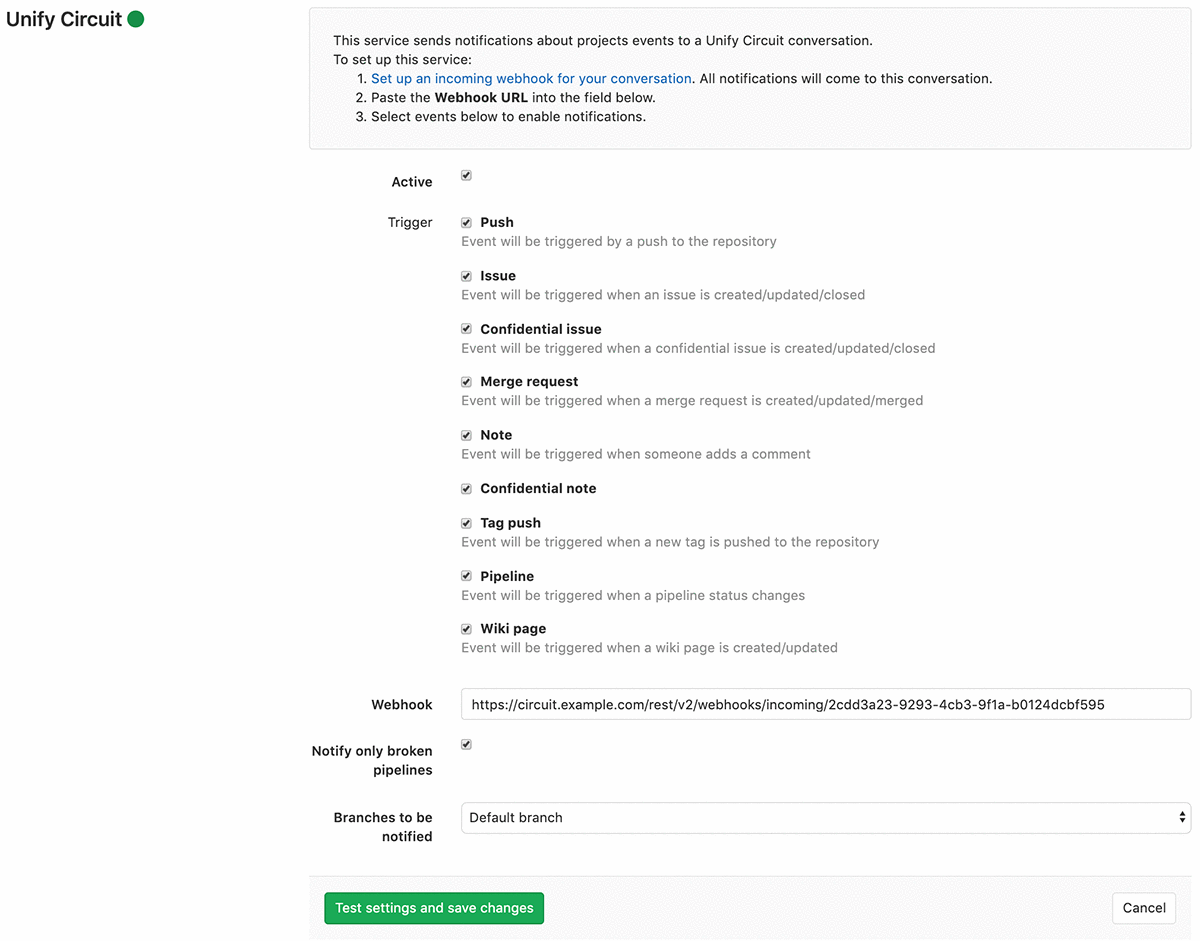 Unify Circuit
This service sends notifications about projects events to a Unify Circuit conversation.
To set up this service:
1. Set up an incoming webhook for your conversation. All notifications will come to this conversation.
2. Paste the Webhook URL into the field below.
3. Select events below to enable notifications.
Active
Trigger
Push
Event will be triggered by a push to the repository
Issue
Event will be triggered when an issue is created/updated/closed
Confidential issue
Event will be triggered when a confidential issue is created/updated/closed
Merge request
Event will be triggered when a merge request is created/updated/merged
Note
Event will be triggered when someone adds a comment
Confidential note
Tag push
Event will be triggered when a new tag is pushed to the repository
Pipeline
Event will be triggered when a pipeline status changes
Wiki page
Event will be triggered when a wiki page is created/updated
Webhook
https://circuit.example.com/rest/v2/webhooks/incoming/2cdd3a23-9293-4cb3-9f1a-b0124dcbf595
Notify only broken
pipelines
Branches to be
notified
Default branch
Test settings and save changes
Cancel